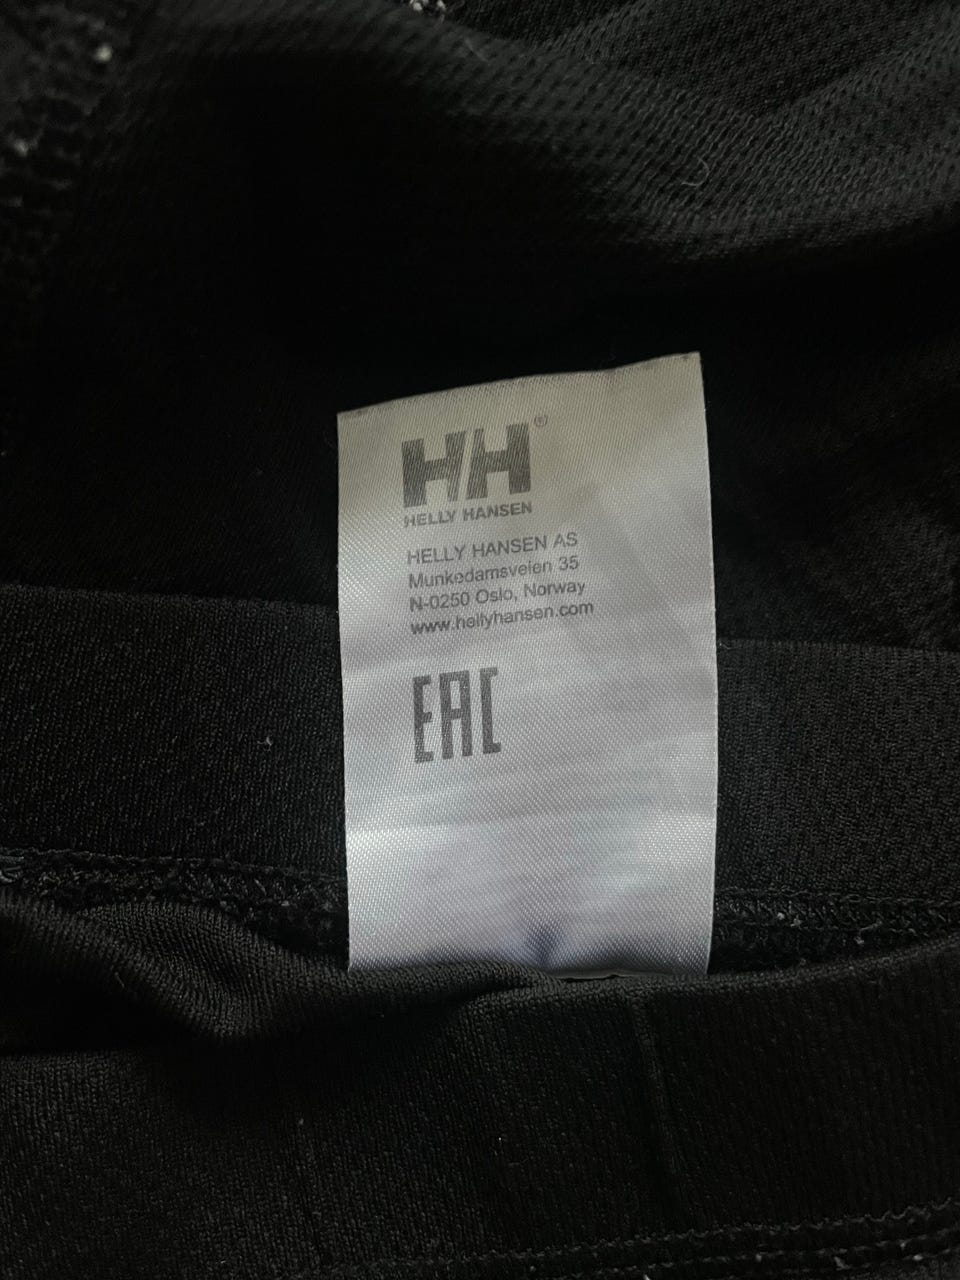 HH®
HELLY HANSEN
HELLY HANSEN AS
Munkedamsveien 35
N-0250 Oslo, Norway
www.hellyhansen.com
EAC